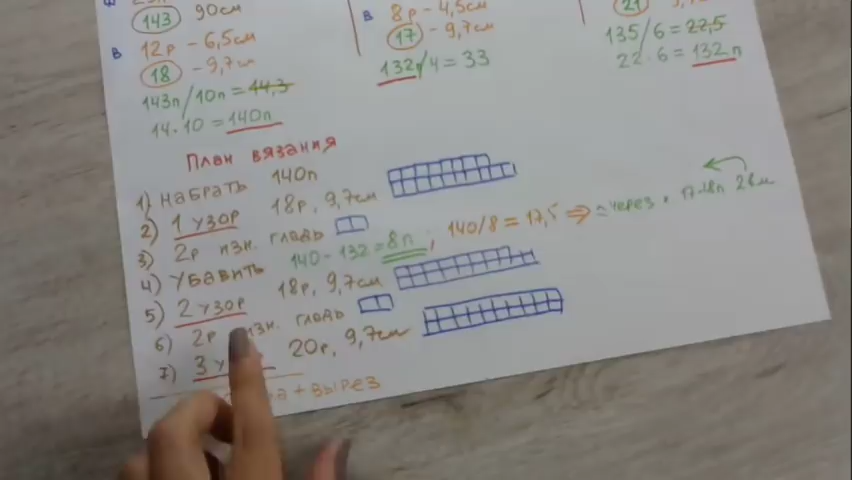 143 90см
в 12р - 6,5см
18 - 9,7см
143п/10п = 14,3
14·10 = 140п
в 8р - 4,5см
17 - 9,7см
132/4 = 33
21
135/6 = 22,5
22·6 = 132п
План вязания
1) набрать 140п
2) 1 узор 18р, 9,7см
3) 2р изн. гладь
4) убавить 140 - 132 = 8п; 140/8 = 17,5 ⇒ ≈ через 2вм
5) 2 узор 18р, 9,7см
6) 2р изн. гладь
7) 3 20р, 9,7см
+ вырез